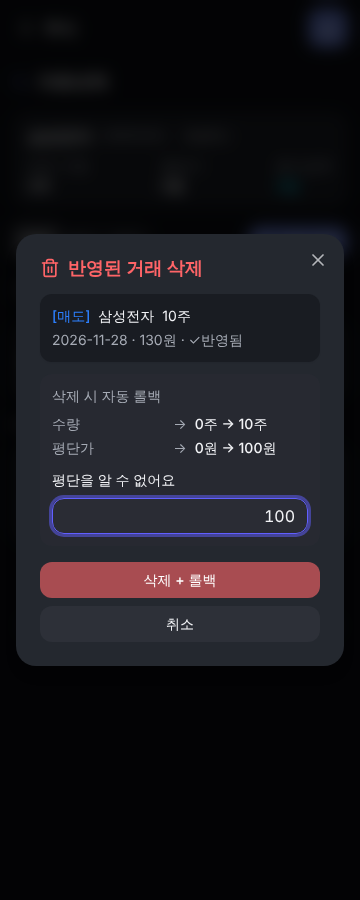 반영된 거래 삭제
[매도] 삼성전자 10주
2026-11-28 · 130원 · ✓반영됨
삭제 시 자동 롤백
수량 → 0주 → 10주
평단가 → 0원 → 100원
평단을 알 수 없어요
100
삭제 + 롤백
취소